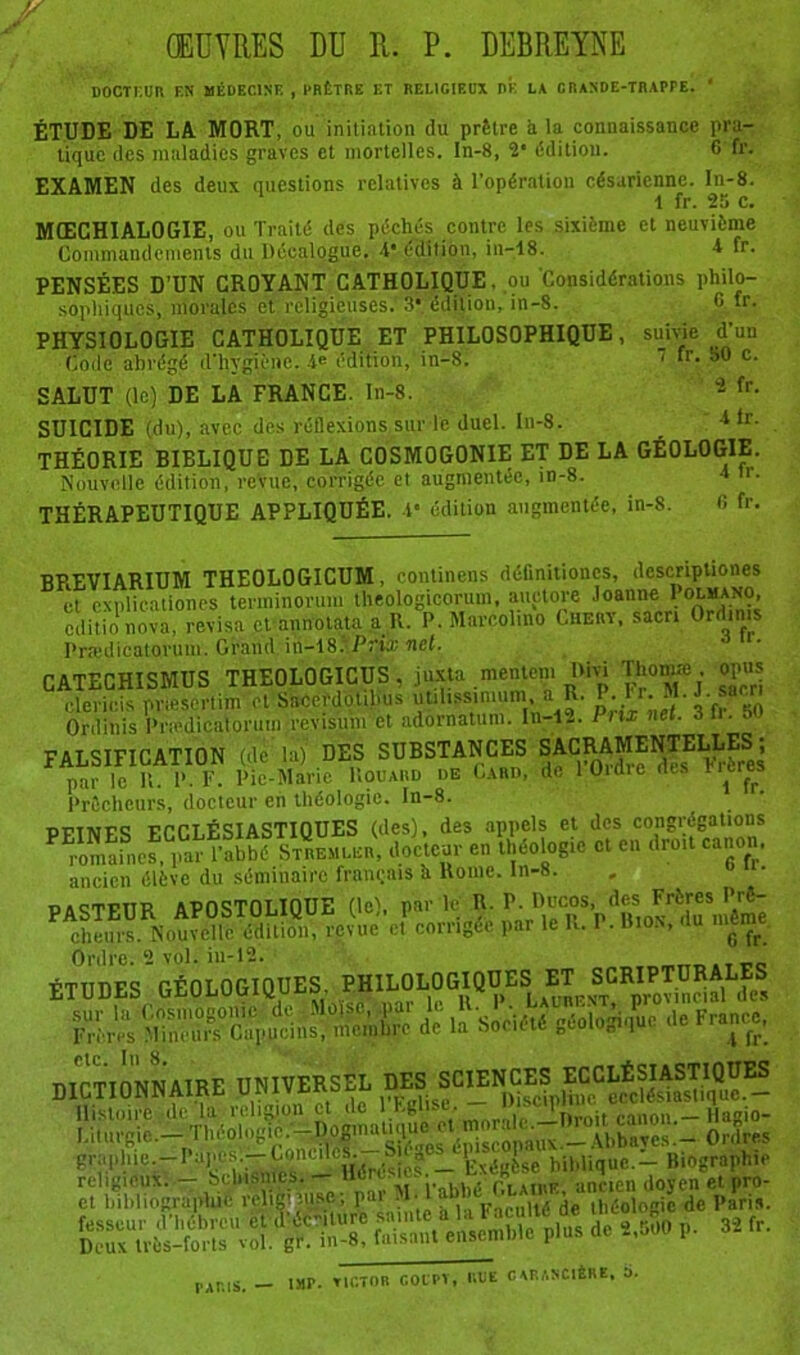 ŒUVRES DU R. P. DEBREYNE
DOCTEUR EN MÉDECINE , PRÊTRE ET RELIGIEUX DE LA GRANDE-TRAPPE.
ÉTUDE DE LA MORT, ou initiation du prêtre à la connaissance pra-
tique des maladies graves et mortelles. In-8, 2e édition. 6 fr.
EXAMEN des deux questions relatives à l'opération césarienne. In-8.
1 fr. 25 c.
MŒCHIALOGIE, ou Traité des péchés contre les sixième et neuvième
Commandements du Décalogue. 4e édition, in-18. 4 fr.
PENSÉES D'UN CROYANT CATHOLIQUE, ou Considérations philo-
sophiques, morales et religieuses. 3e édition, in-8. 6 fr.
PHYSIOLOGIE CATHOLIQUE ET PHILOSOPHIQUE, suivie d'un
Code abrégé d'hygiène. 4e édition, in-8. 7 fr. 50 c.
SALUT (le) DE LA FRANCE. In-8. 2 fr.
SUICIDE (du), avec des réflexions sur le duel. In-8. 4 fr.
THÉORIE BIBLIQUE DE LA COSMOGONIE ET DE LA GÉOLOGIE.
Nouvelle édition, revue, corrigée et augmentée, in-8. 4 fr.
THÉRAPEUTIQUE APPLIQUÉE. 4e édition augmentée, in-8. 6 fr.
BREVIARIUM THEOLOGICUM, continens définitiones, descriptiones
et explicationes terminorum theologicorum, auctore Joanne POLMANO,
editio nova, revisa et annotata a R. P. Marcolino CHERY, sacri Ordinis
Prædicatorum. Grand in-18. Prix net. 3 fr.
CATECHISMUS THEOLOGICUS, juxta mentem Divi Thomæ, opus
clericis præsertim et Sacerdotibus utilissimum, a R. P. Fr. M. J. sacri
Ordinis Prædicatorum revisum et adornatum. In-12. Prix net. 3 fr. 50
FALSIFICATION (de la) DES SUBSTANCES SACRAMENTELLES;
par le R. P. F. Pie-Marie ROUARD DE CARD, de l'Ordre des Frères
Prêcheurs, docteur en théologie. In-8. 1 fr.
PEINES ECCLÉSIASTIQUES (des), des appels et des congrégations
romaines, par l'abbé STREMLER, docteur en théologie et en droit canon,
ancien élève du séminaire français à Rome. In-8. 6 fr.
PASTEUR APOSTOLIQUE (le), par le R. P. DUCOS, des Frères Prê-
cheurs. Nouvelle édition, revue et corrigée par le R. P. BION, du même
Ordre. 2 vol. in-12. 6 fr.
ÉTUDES GÉOLOGIQUES, PHILOLOGIQUES ET SCRIPTURALES
sur la Cosmogonie de Moïse, par le R. P. LAURENT, provincial des
Frères Mineurs Capucins, membre de la Société géologique de France,
etc. In 8. 4 fr.
DICTIONNAIRE UNIVERSEL DES SCIENCES ECCLÉSIASTIQUES
Histoire de la religion et de l'Eglise. — Discipline ecclésiastique.—
Liturgie.—Théologie.—Dogmatique et morale.—Droit canon.—Hagio-
graphie.—Papes.—Conciles.—Siéges épiscopaux.—Abbayes.— Ordres
religieux. — Schismes. — Hérésies. — Exégèse biblique. — Biographie
et bibliographie religieuse; par M. l'abbé GLAIRE, ancien doyen et pro-
fesseur d'hébreu et d'écriture sainte à la Faculté de théologie de Paris.
Deux très-forts vol. gr. in-8, faisant ensemble plus de 2,500 p. 32 fr.
PARIS. — IMP. VICTOR GOUPY, RUE GARANCIÈRE, 5.